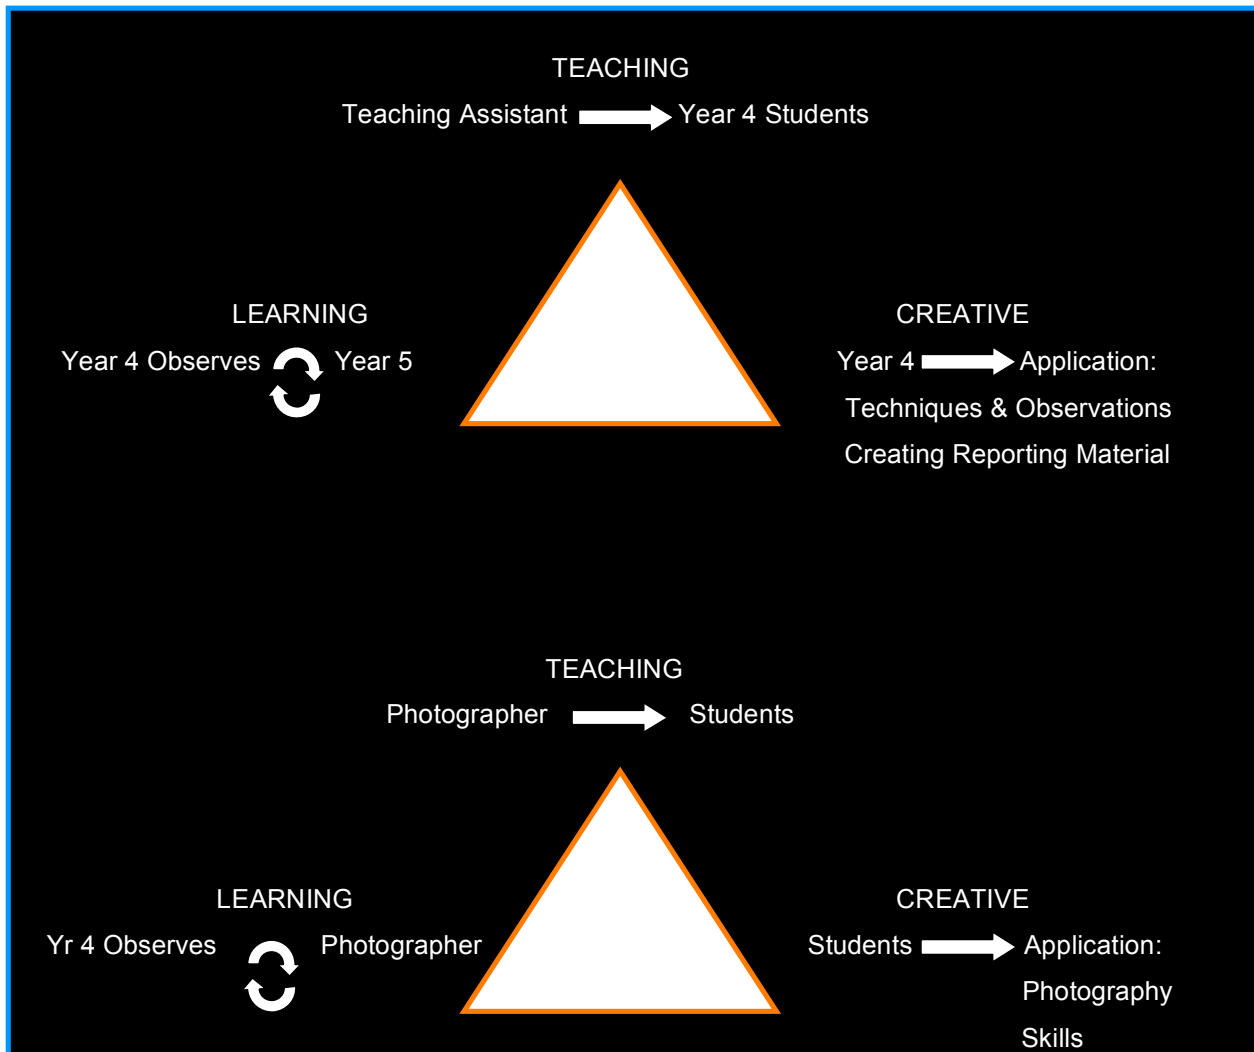 TEACHING
Teaching Assistant Year 4 Students
LEARNING
Year 4 Observes Year 5
CREATIVE
Year 4 Application:
Techniques & Observations
Creating Reporting Material
TEACHING
Photographer Students
LEARNING
Yr 4 Observes Photographer
CREATIVE
Students Application:
Photography
Skills